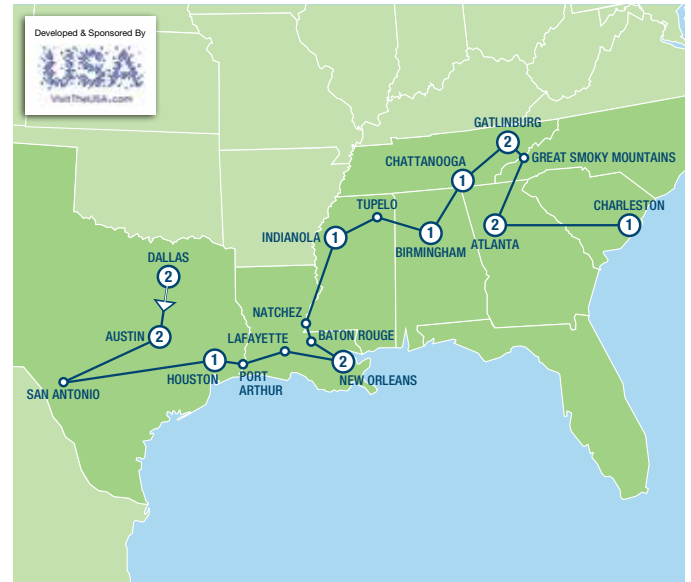 Developed & Sponsored By
USA
VisitTheUSA.com
GATLINBURG
2
CHATTANOOGA
GREAT SMOKY MOUNTAINS
1
TUPELO
CHARLESTON
INDIANOLA
1
1
BIRMINGHAM
2
ATLANTA
1
DALLAS
2
NATCHEZ
AUSTIN
2
LAFAYETTE
BATON ROUGE
1
HOUSTON
PORT
ARTHUR
2
NEW ORLEANS
SAN ANTONIO